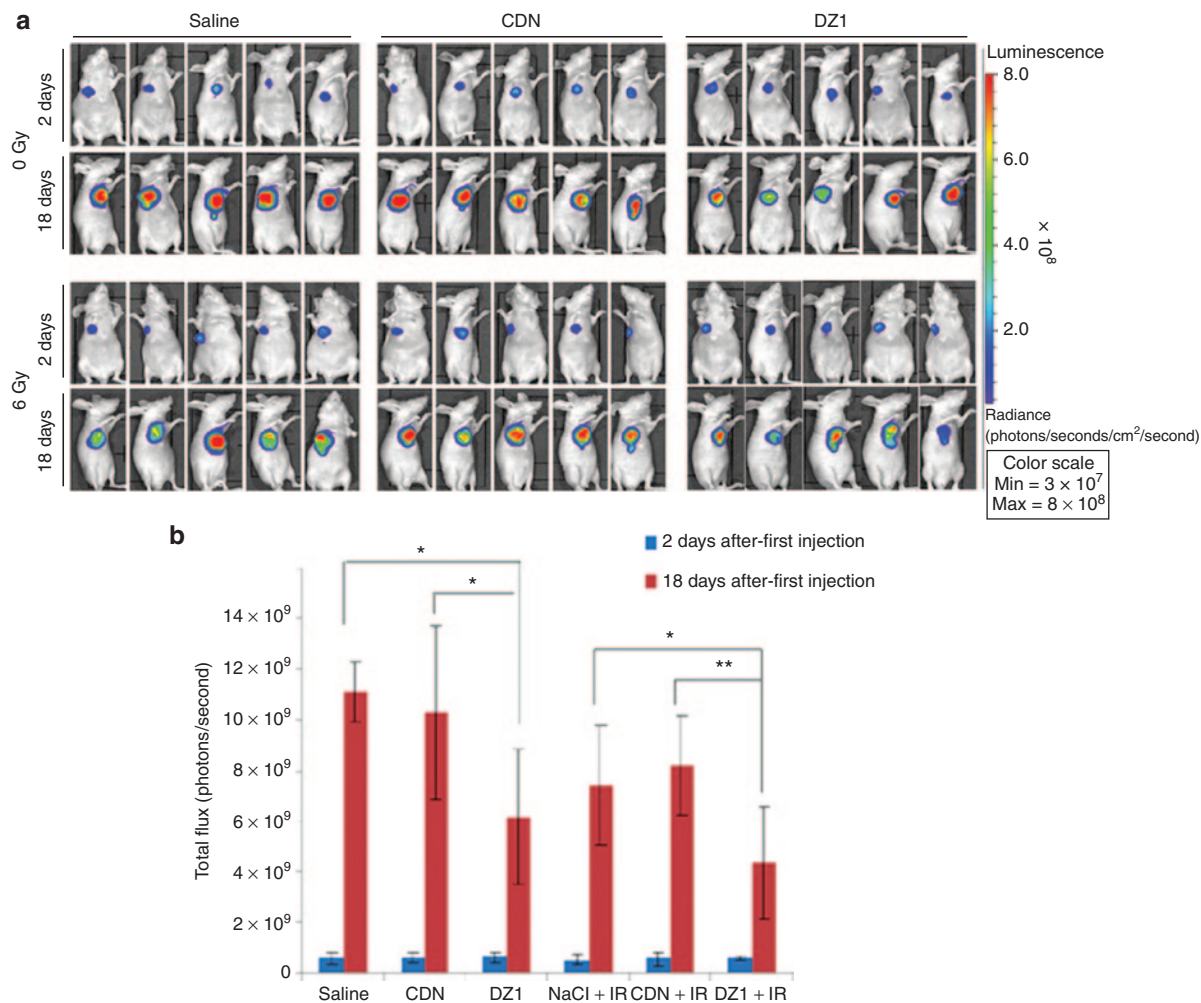 a
Saline
CDN
DZ1
0 Gy
2 days
18 days
6 Gy
2 days
18 days
Luminescence
8.0
6.0
4.0
2.0
× 10⁸
Radiance
(photons/seconds/cm²/second)
Color scale
Min = 3 × 10⁷
Max = 8 × 10⁸
b
2 days after-first injection
18 days after-first injection
*
*
*
**
Total flux (photons/second)
14 × 10⁹
12 × 10⁹
10 × 10⁹
8 × 10⁹
6 × 10⁹
4 × 10⁹
2 × 10⁹
0
Saline
CDN
DZ1
NaCl + IR
CDN + IR
DZ1 + IR